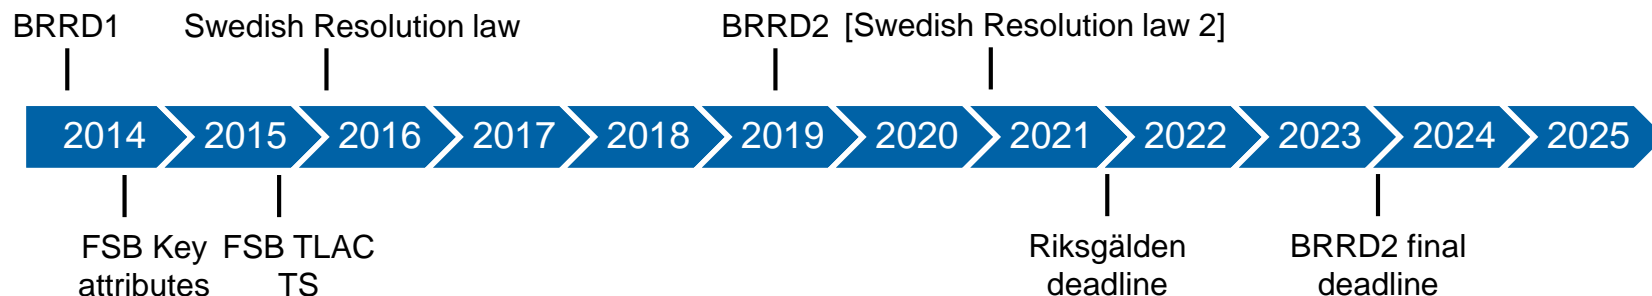 BRRD1 Swedish Resolution law BRRD2 [Swedish Resolution law 2]
2014 2015 2016 2017 2018 2019 2020 2021 2022 2023 2024 2025
FSB Key
attributes
FSB TLAC
TS
Riksgälden
deadline
BRRD2 final
deadline